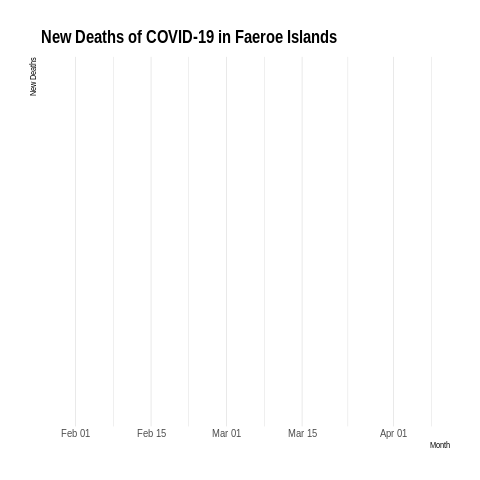 New Deaths of COVID-19 in Faeroe Islands
New Deaths
Feb 01
Feb 15
Mar 01
Mar 15
Apr 01
Month